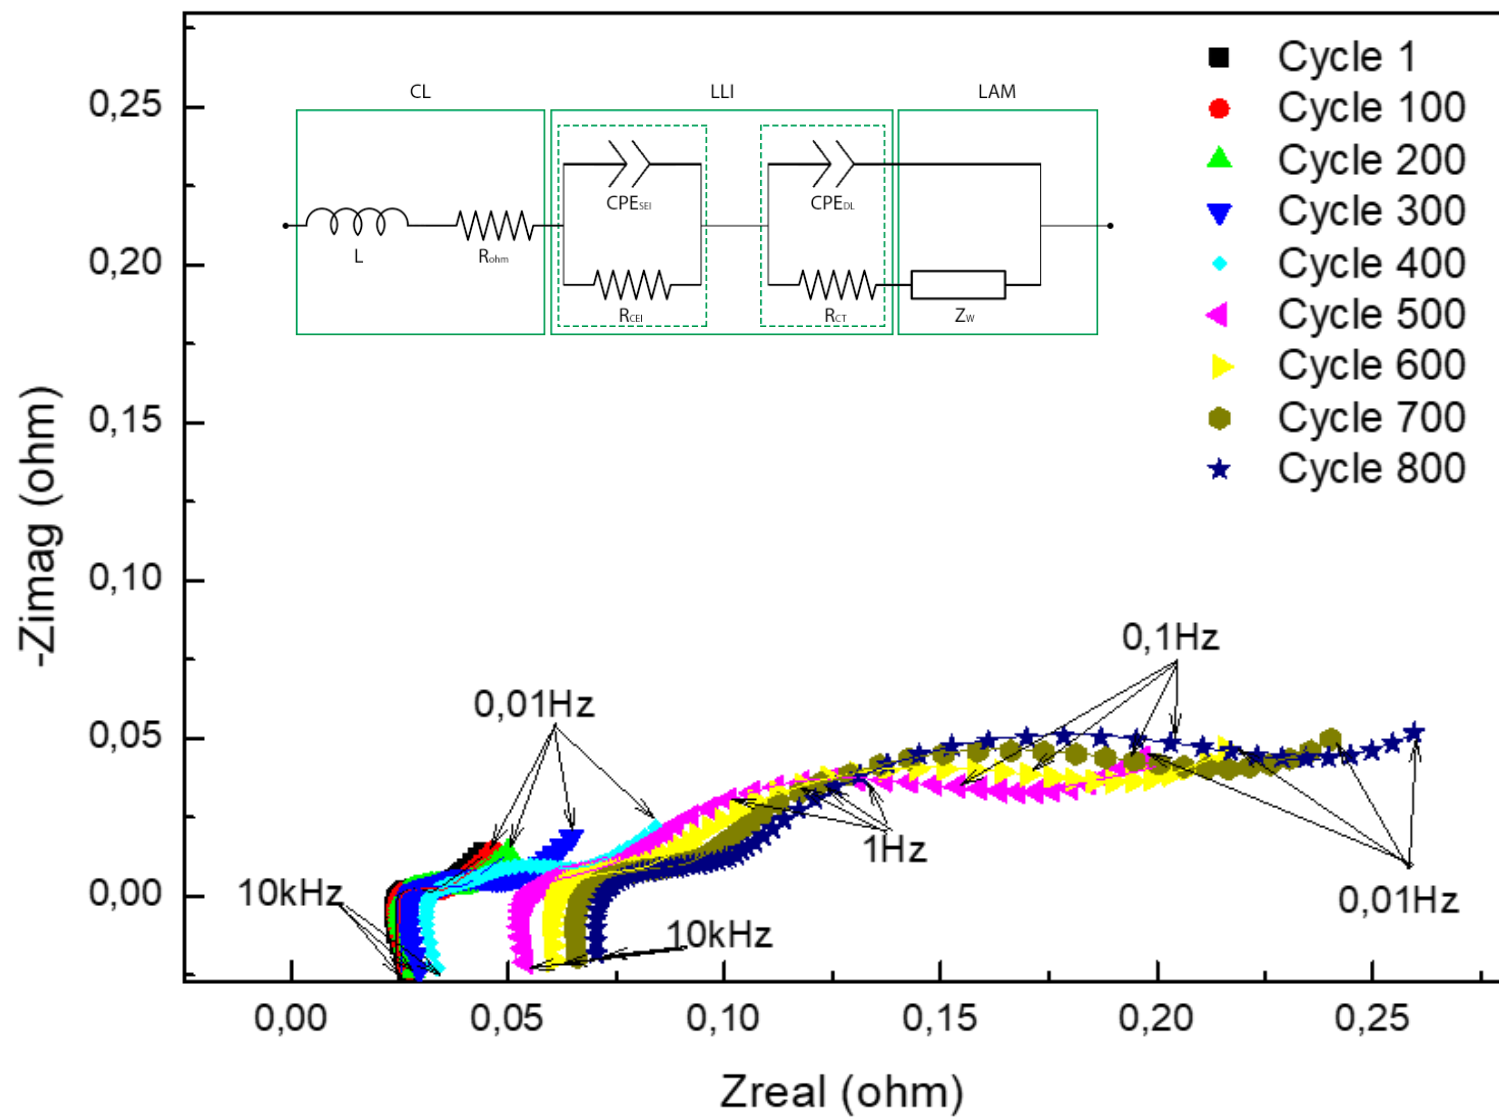 Cycle 1
Cycle 100
Cycle 200
Cycle 300
Cycle 400
Cycle 500
Cycle 600
Cycle 700
Cycle 800
CL
LLI
LAM
CPESEI
CPEDL
L
Rohm
RCEI
RCT
ZW
-Zimag (ohm)
0,25
0,20
0,15
0,10
0,05
0,00
0,1Hz
0,01Hz
1Hz
10kHz
0,01Hz
10kHz
0,00
0,05
0,10
0,15
0,20
0,25
Zreal (ohm)